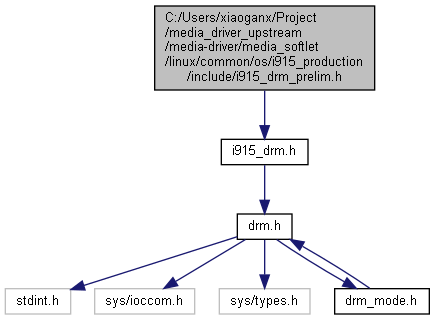 C:/Users/xiaoganx/Project
/media_driver_upstream
/media-driver/media_softlet
/linux/common/os/i915_production
/include/i915_drm_prelim.h
i915_drm.h
drm.h
stdint.h
sys/ioccom.h
sys/types.h
drm_mode.h